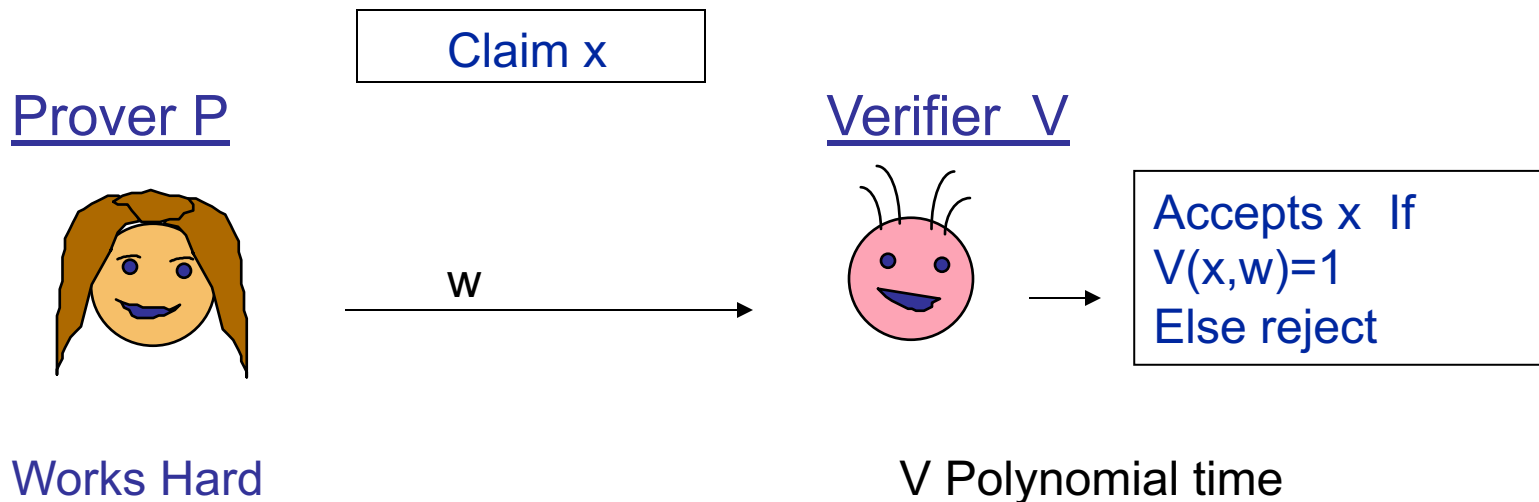 Claim x
Prover P
Verifier V
w
Accepts x If
V(x,w)=1
Else reject
Works Hard
V Polynomial time